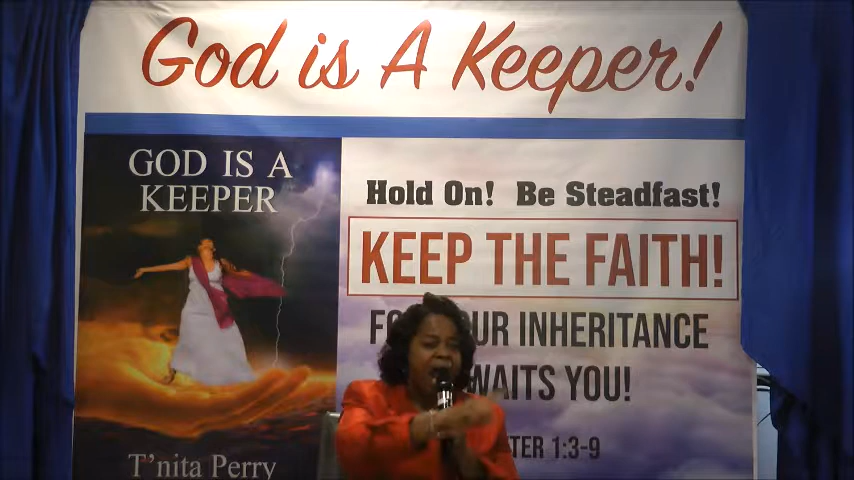 God is A Keeper!
GOD IS A
KEEPER
T'nita Perry
Hold On! Be Steadfast!
KEEP THE FAITH!
INHERITANCE
YOU!
1:3-9